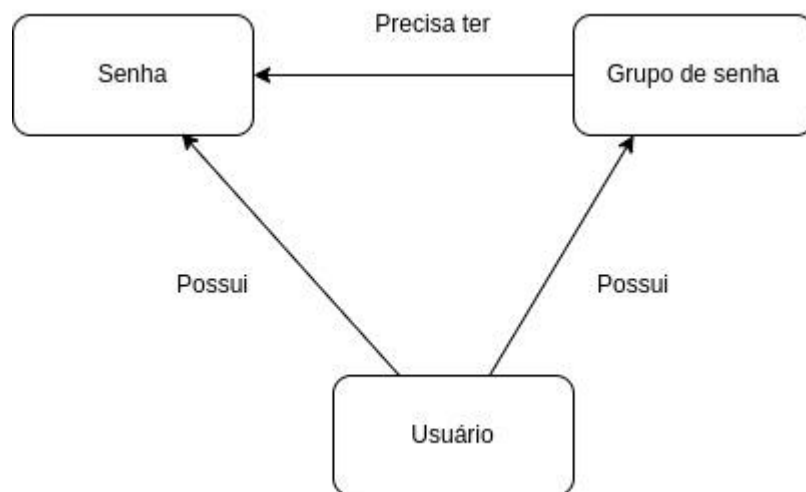 Precisa ter
Senha
Grupo de senha
Possui
Possui
Usuário